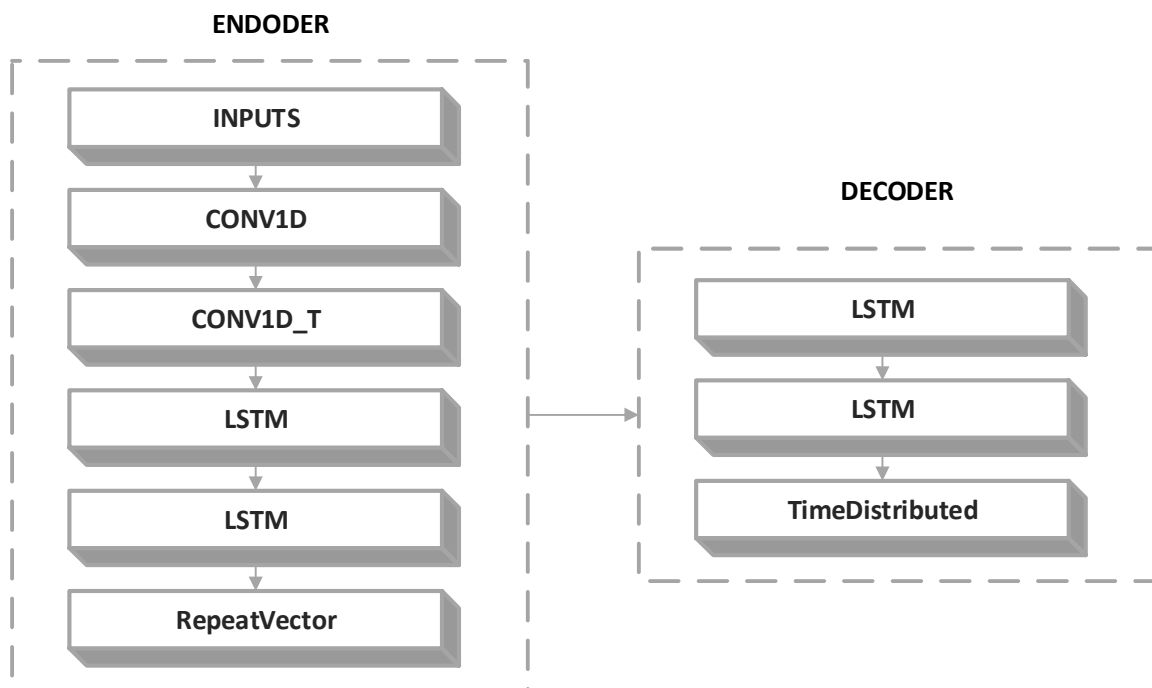 ENDODER
INPUTS
CONV1D
CONV1D_T
LSTM
LSTM
RepeatVector
DECODER
LSTM
LSTM
TimeDistributed